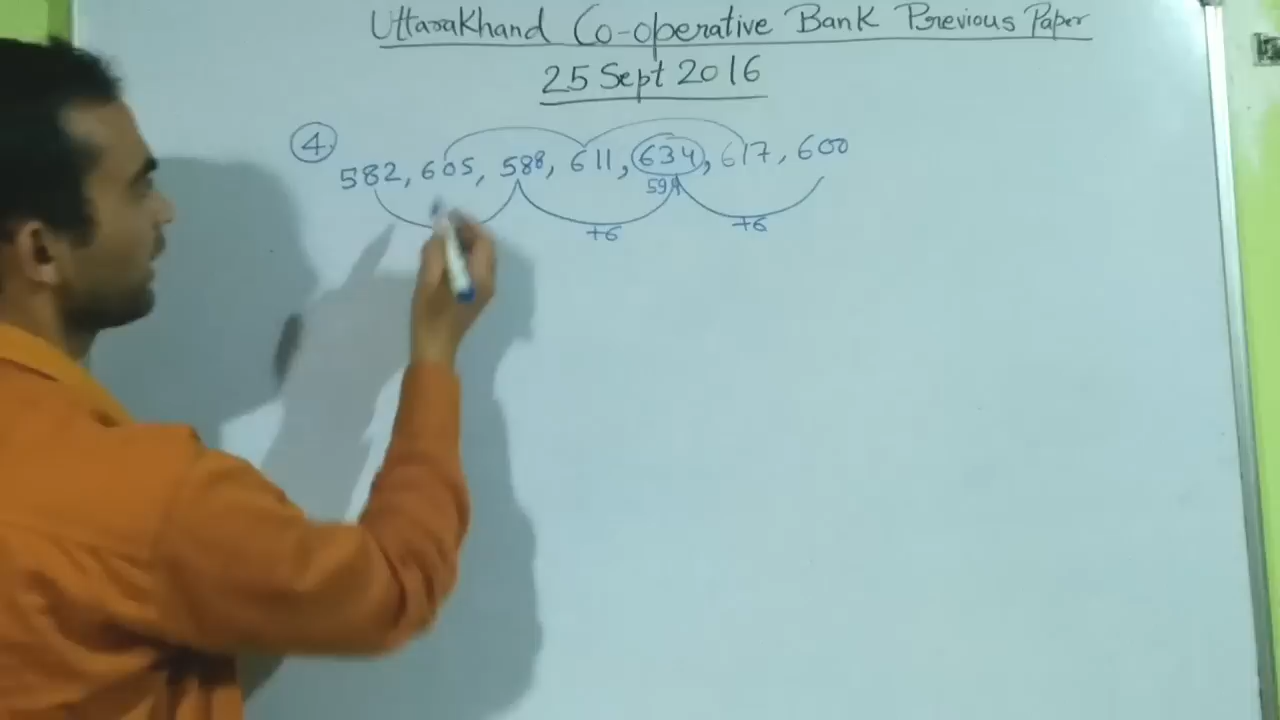 Uttarakhand Co-operative Bank Previous Paper
25 Sept 2016
4 582, 605, 588, 611, 634, 617, 600
594
+6 +6